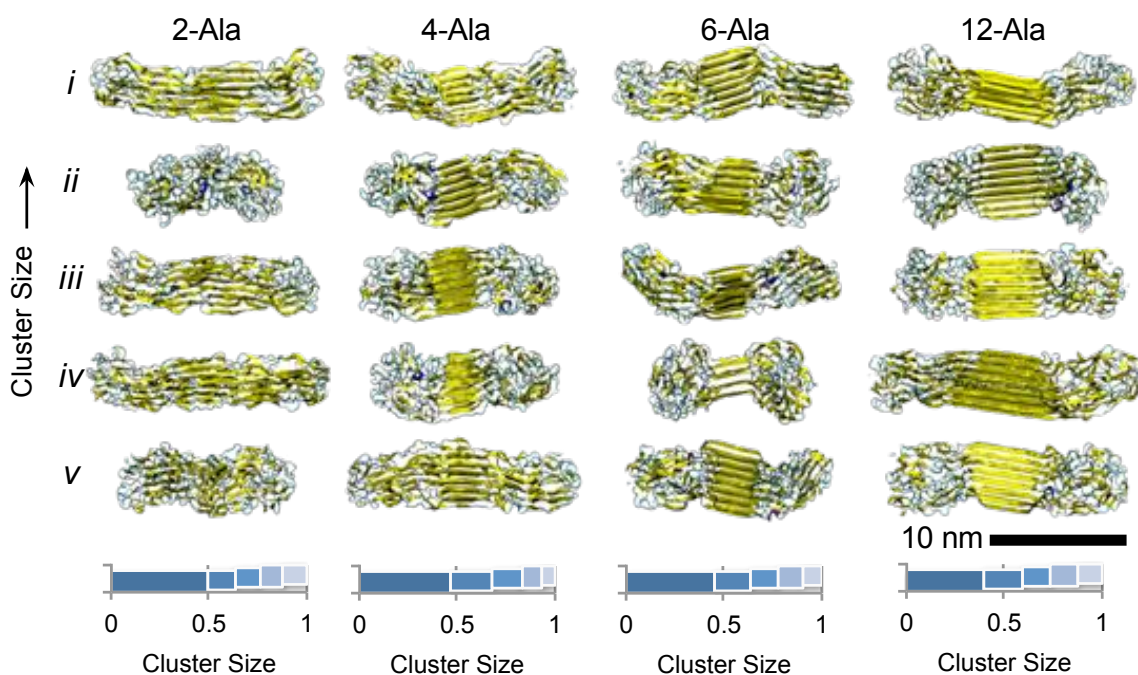 2-Ala 4-Ala 6-Ala 12-Ala
i
ii
iii
iv
v
Cluster Size
10 nm
0 0.5 1 0 0.5 1 0 0.5 1 0 0.5 1
Cluster Size Cluster Size Cluster Size Cluster Size